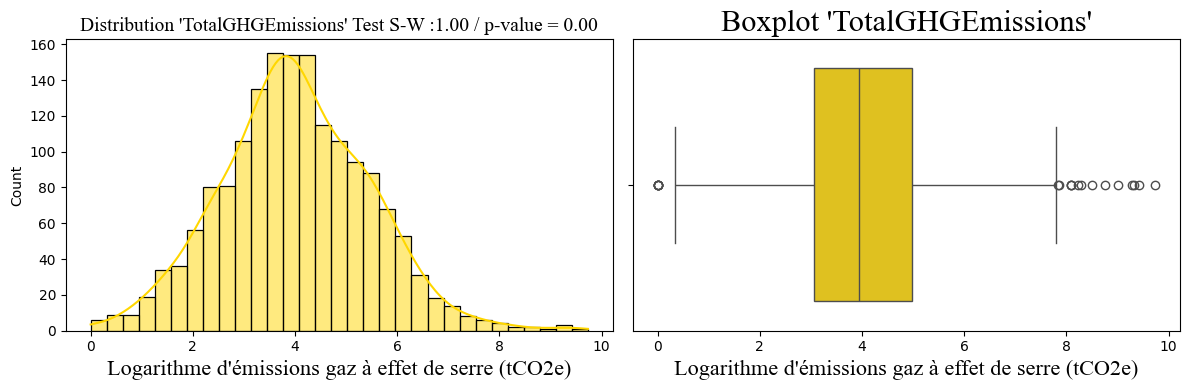 Distribution 'TotalGHGEmissions' Test S-W :1.00 / p-value = 0.00
160
140
120
100
80
60
40
20
0
Count
0 2 4 6 8 10
Logarithme d'émissions gaz à effet de serre (tCO2e)
Boxplot 'TotalGHGEmissions'
0 2 4 6 8 10
Logarithme d'émissions gaz à effet de serre (tCO2e)